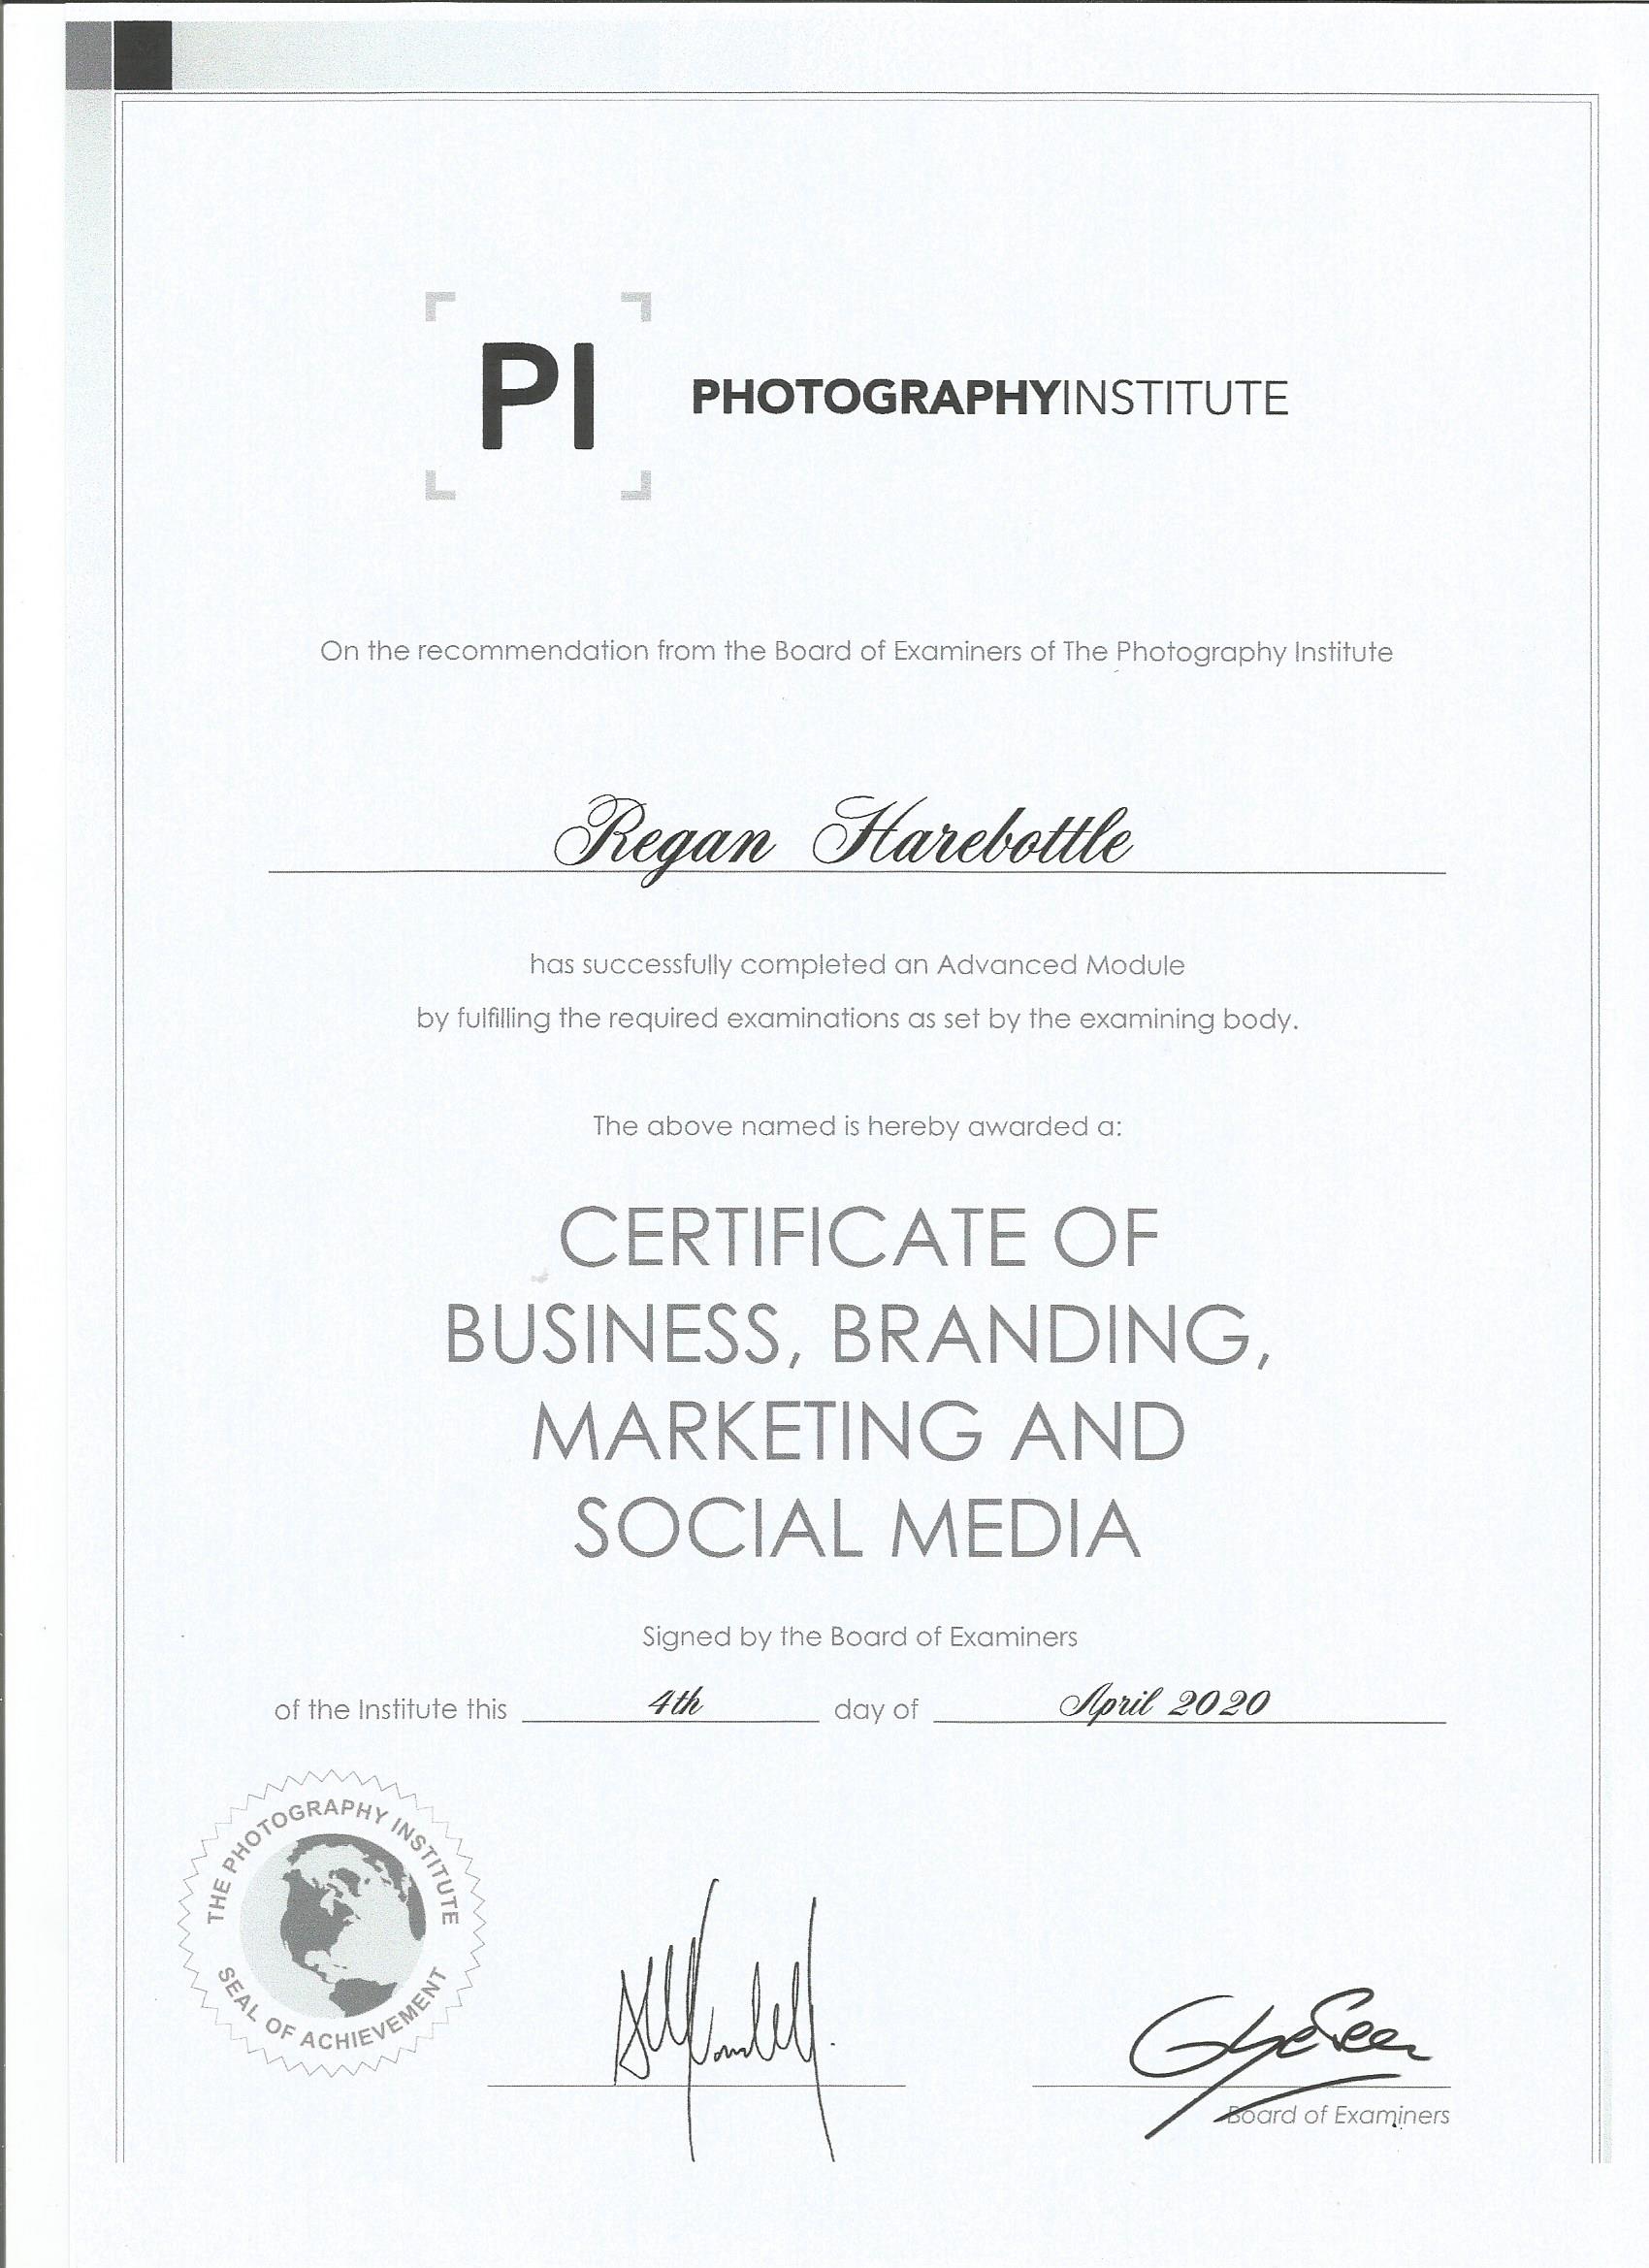 PI PHOTOGRAPHYINSTITUTE
On the recommendation from the Board of Examiners of The Photography Institute
Regan Harebottle
has successfully completed an Advanced Module
by fulfilling the required examinations as set by the examining body.
The above named is hereby awarded a:
CERTIFICATE OF
BUSINESS, BRANDING,
MARKETING AND
SOCIAL MEDIA
Signed by the Board of Examiners
of the Institute this 4th day of April 2020
THE PHOTOGRAPHY INSTITUTE
SEAL OF ACHIEVEMENT
Board of Examiners